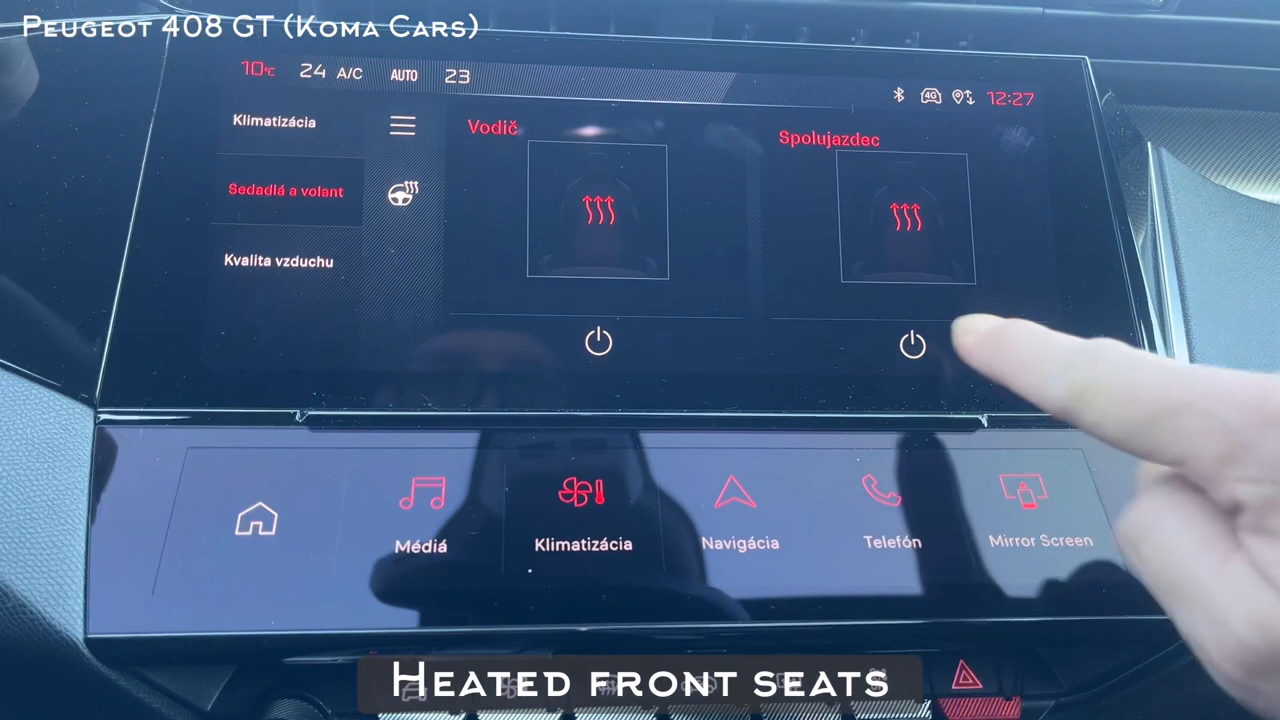 Peugeot 408 GT (Koma Cars)
10°C 24 A/C AUTO 23 4G 12:27
Klimatizácia
Vodič
Spolujazdec
Sedadlá a volant
Kvalita vzduchu
Médiá
Klimatizácia
Navigácia
Telefón
Mirror Screen
Heated front seats